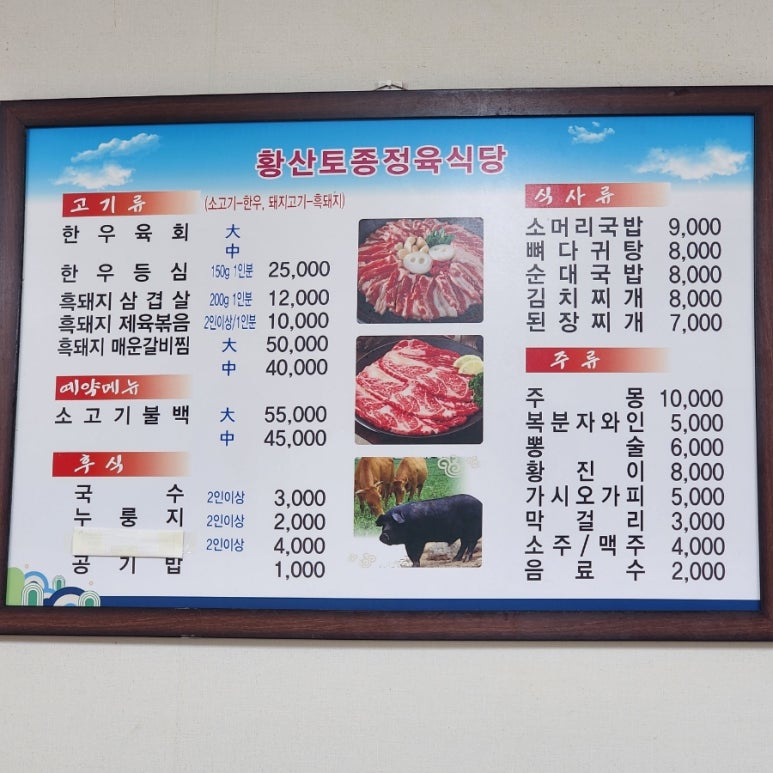 황산토종정육식당
고기류 (소고기-한우, 돼지고기-흑돼지)
한우육회 大
中
한우등심 150g 1인분 25,000
흑돼지 삼겹살 200g 1인분 12,000
흑돼지 제육볶음 2인이상/1인분 10,000
흑돼지 매운갈비찜 大 50,000
中 40,000
예약메뉴
소고기불백 大 55,000
中 45,000
후식
국수 2인이상 3,000
누룽지 2인이상 2,000
2인이상 4,000
공기밥 1,000
식사류
소머리국밥 9,000
뼈다귀탕 8,000
순대국밥 8,000
김치찌개 8,000
된장찌개 7,000
주류
주몽 10,000
복분자와인 5,000
뽕술 6,000
황진이 8,000
가시오가피 5,000
막걸리 3,000
소주/맥주 4,000
음료수 2,000